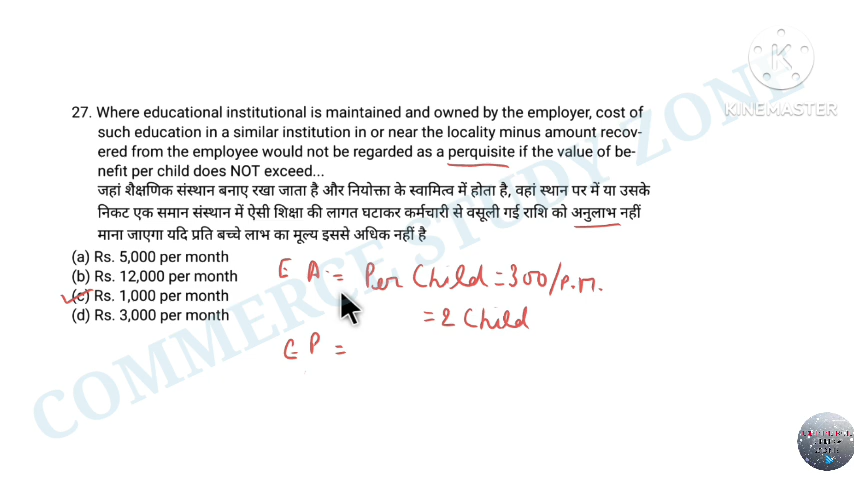 KINEMASTER
COMMERCE STUDY ZONE
27. Where educational institutional is maintained and owned by the employer, cost of
such education in a similar institution in or near the locality minus amount recov-
ered from the employee would not be regarded as a perquisite if the value of be-
nefit per child does NOT exceed...
जहां शैक्षणिक संस्थान बनाए रखा जाता है और नियोक्ता के स्वामित्व में होता है, वहां स्थान पर में या उसके
निकट एक समान संस्थान में ऐसी शिक्षा की लागत घटाकर कर्मचारी से वसूली गई राशि को अनुलाभ नहीं
माना जाएगा यदि प्रति बच्चे लाभ का मूल्य इससे अधिक नहीं है
(a) Rs. 5,000 per month
(b) Rs. 12,000 per month
(c) Rs. 1,000 per month
(d) Rs. 3,000 per month
E A. = Per Child = 300/P.M.
= 2 Child
E P =